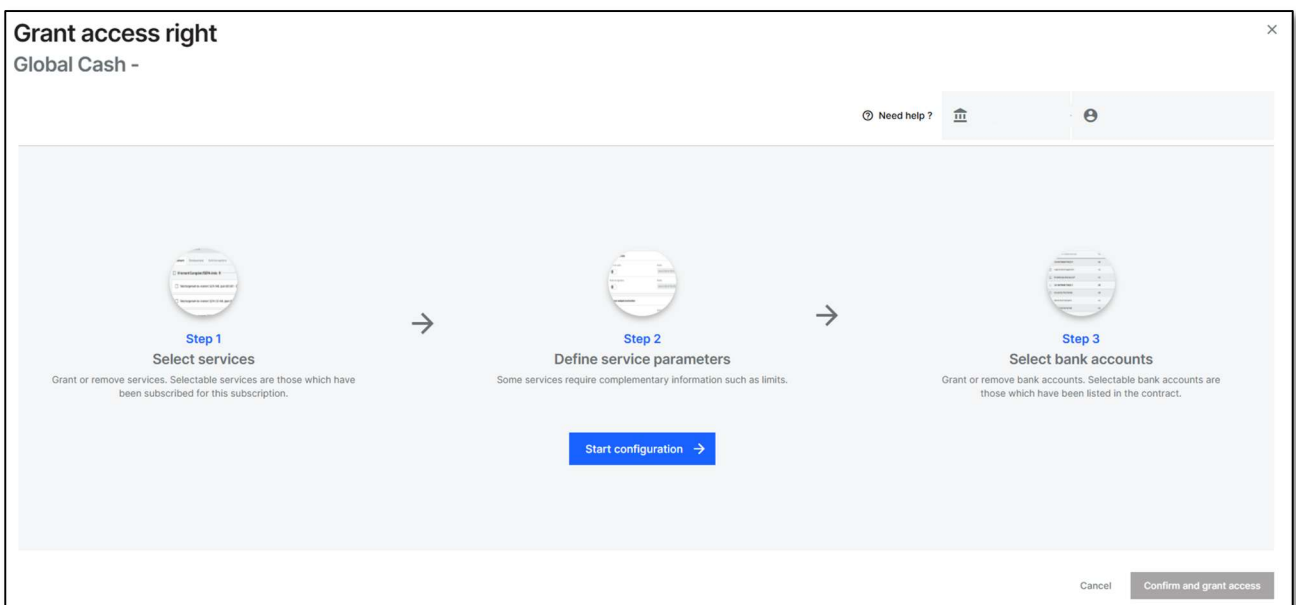 Grant access right
Global Cash -
Need help ?
Step 1
Select services
Grant or remove services. Selectable services are those which have
been subscribed for this subscription.
Step 2
Define service parameters
Some services require complementary information such as limits.
Step 3
Select bank accounts
Grant or remove bank accounts. Selectable bank accounts are
those which have been listed in the contract.
Start configuration
Cancel
Confirm and grant access